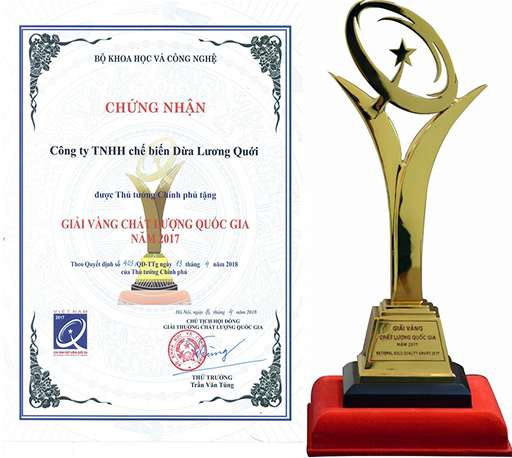 BỘ KHOA HỌC VÀ CÔNG NGHỆ
CHỨNG NHẬN
Công ty TNHH chế biến Dừa Lương Quới
được Thủ tướng Chính phủ tặng
GIẢI VÀNG CHẤT LƯỢNG QUỐC GIA
NĂM 2017
Theo Quyết định số 403/QĐ-TTg ngày 13 tháng 4 năm 2018
của Thủ tướng Chính phủ
Hà Nội, ngày tháng 4 năm 2018
CHỦ TỊCH HỘI ĐỒNG
GIẢI THƯỞNG CHẤT LƯỢNG QUỐC GIA
THỨ TRƯỞNG
Trần Văn Tùng
VIET NAM
2017
GIẢI VÀNG
CHẤT LƯỢNG QUỐC GIA
NĂM 2017
NATIONAL GOLD QUALITY AWARD 2017